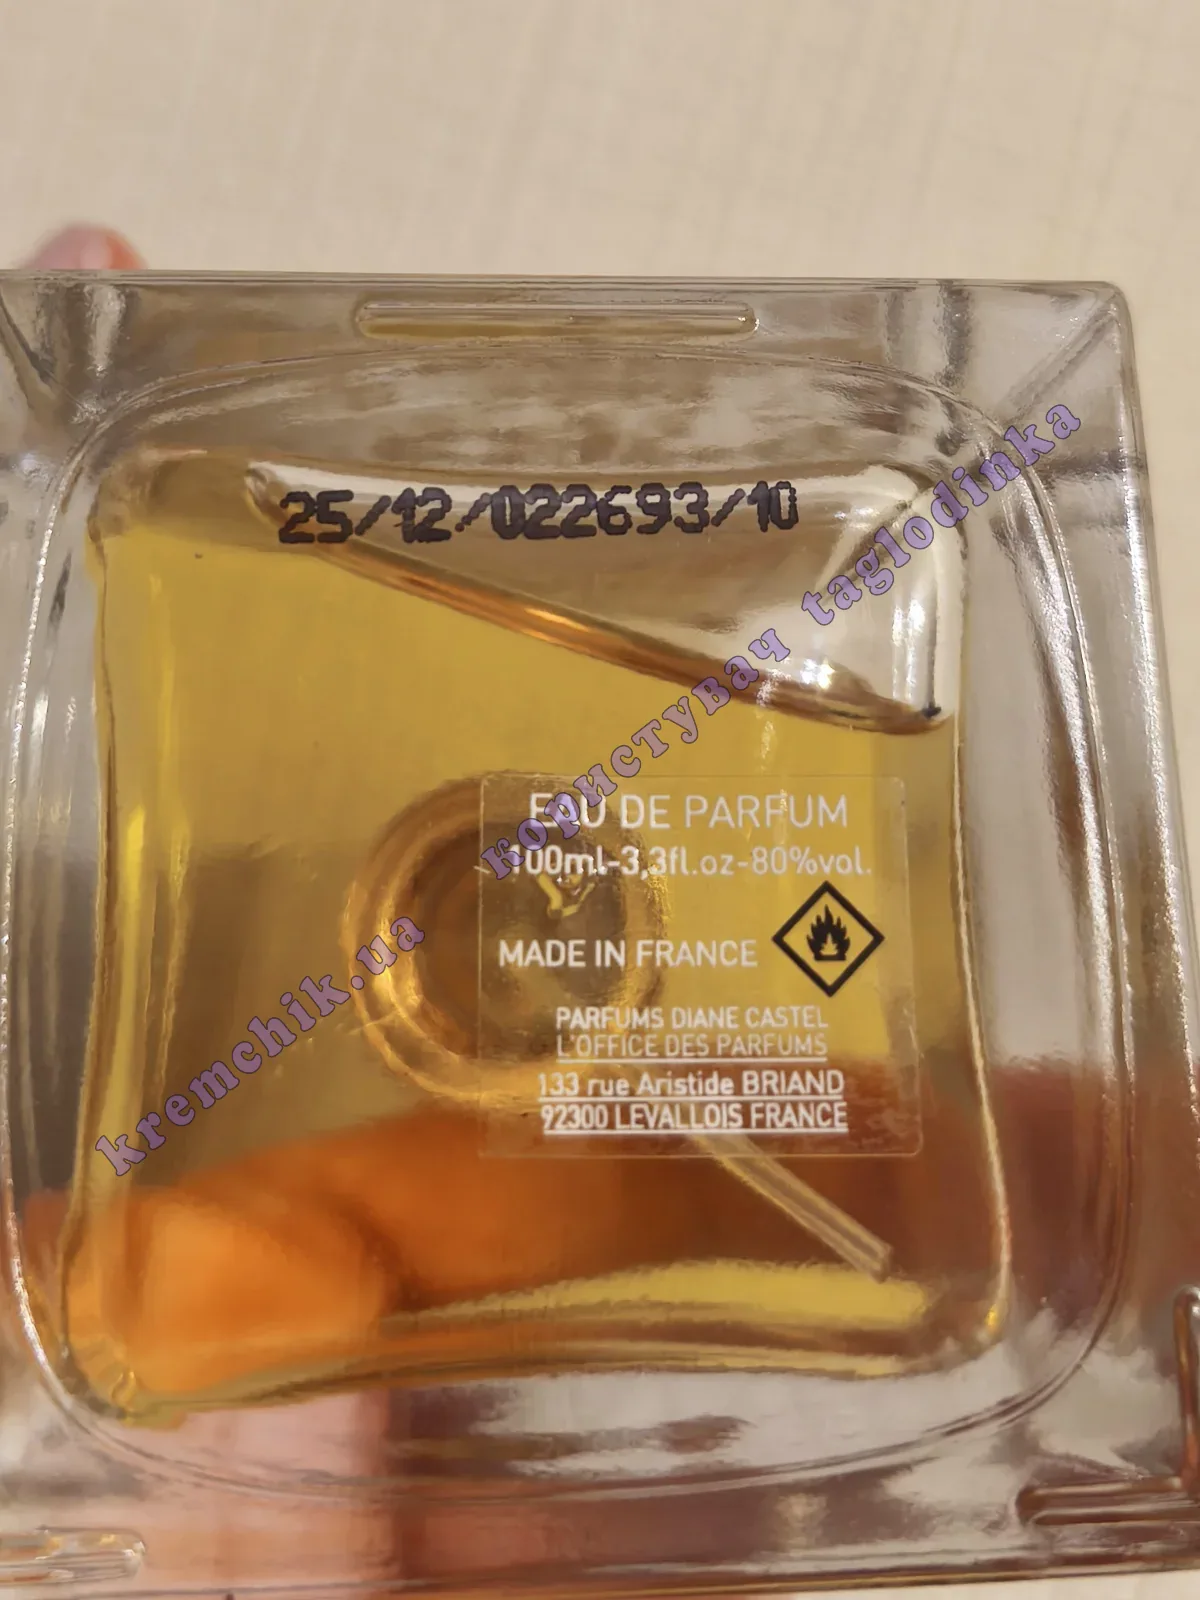 25/12/022693/10
EAU DE PARFUM
100ml-3,3fl.oz-80%vol.
MADE IN FRANCE
PARFUMS DIANE CASTEL
L'OFFICE DES PARFUMS
133 rue Aristide BRIAND
92300 LEVALLOIS FRANCE
kremchik.ua користувач taglodinka